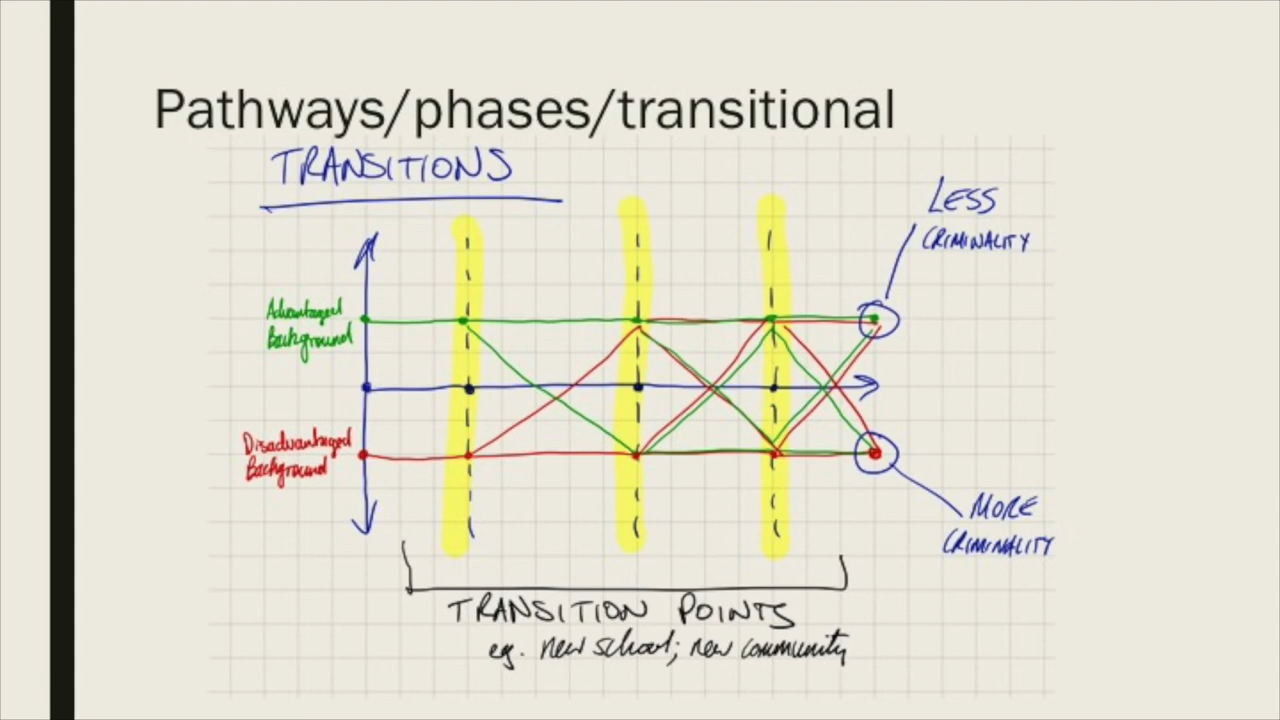 Pathways/phases/transitional
TRANSITIONS
LESS
CRIMINALITY
Advantaged
Background
Disadvantaged
Background
MORE
CRIMINALITY
TRANSITION POINTS
eg. new school; new community